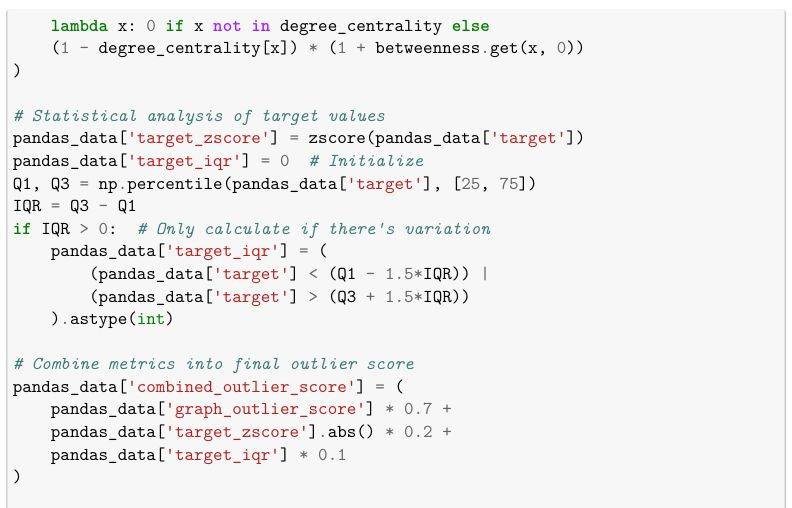 lambda x: 0 if x not in degree_centrality else
    (1 - degree_centrality[x]) * (1 + betweenness.get(x, 0))
)

# Statistical analysis of target values
pandas_data['target_zscore'] = zscore(pandas_data['target'])
pandas_data['target_iqr'] = 0  # Initialize
Q1, Q3 = np.percentile(pandas_data['target'], [25, 75])
IQR = Q3 - Q1
if IQR > 0:  # Only calculate if there's variation
    pandas_data['target_iqr'] = (
        (pandas_data['target'] < (Q1 - 1.5*IQR)) |
        (pandas_data['target'] > (Q3 + 1.5*IQR))
    ).astype(int)

# Combine metrics into final outlier score
pandas_data['combined_outlier_score'] = (
    pandas_data['graph_outlier_score'] * 0.7 +
    pandas_data['target_zscore'].abs() * 0.2 +
    pandas_data['target_iqr'] * 0.1
)